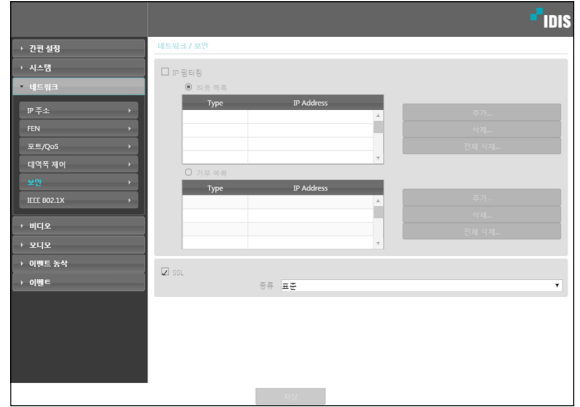 IDIS
간편 설정
시스템
네트워크
IP 주소
FEN
포트/QoS
대역폭 제어
보안
IEEE 802.1X
비디오
오디오
이벤트 동작
이벤트
네트워크 / 보안
IP 필터링
허용 목록
Type IP Address
추가...
삭제...
전체 삭제...
거부 목록
Type IP Address
추가
삭제...
전체 삭제...
SSL
종류 표준